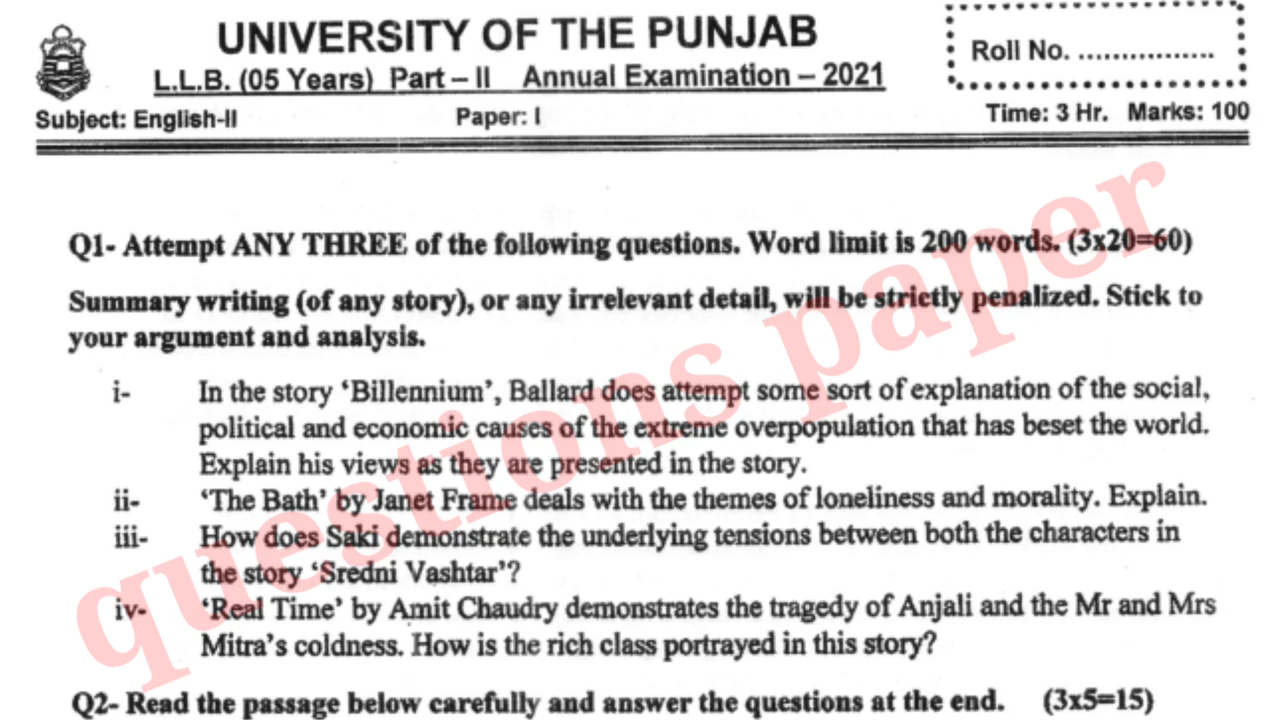 UNIVERSITY OF THE PUNJAB
L.L.B. (05 Years) Part – II Annual Examination – 2021
Roll No. .................
Subject: English-II Paper: I Time: 3 Hr. Marks: 100
Q1- Attempt ANY THREE of the following questions. Word limit is 200 words. (3x20=60)
Summary writing (of any story), or any irrelevant detail, will be strictly penalized. Stick to
your argument and analysis.
i- In the story ‘Billennium’, Ballard does attempt some sort of explanation of the social,
political and economic causes of the extreme overpopulation that has beset the world.
Explain his views as they are presented in the story.
ii- ‘The Bath’ by Janet Frame deals with the themes of loneliness and morality. Explain.
iii- How does Saki demonstrate the underlying tensions between both the characters in
the story ‘Sredni Vashtar’?
iv- ‘Real Time’ by Amit Chaudry demonstrates the tragedy of Anjali and the Mr and Mrs
Mitra’s coldness. How is the rich class portrayed in this story?
Q2- Read the passage below carefully and answer the questions at the end. (3x5=15)
questions paper